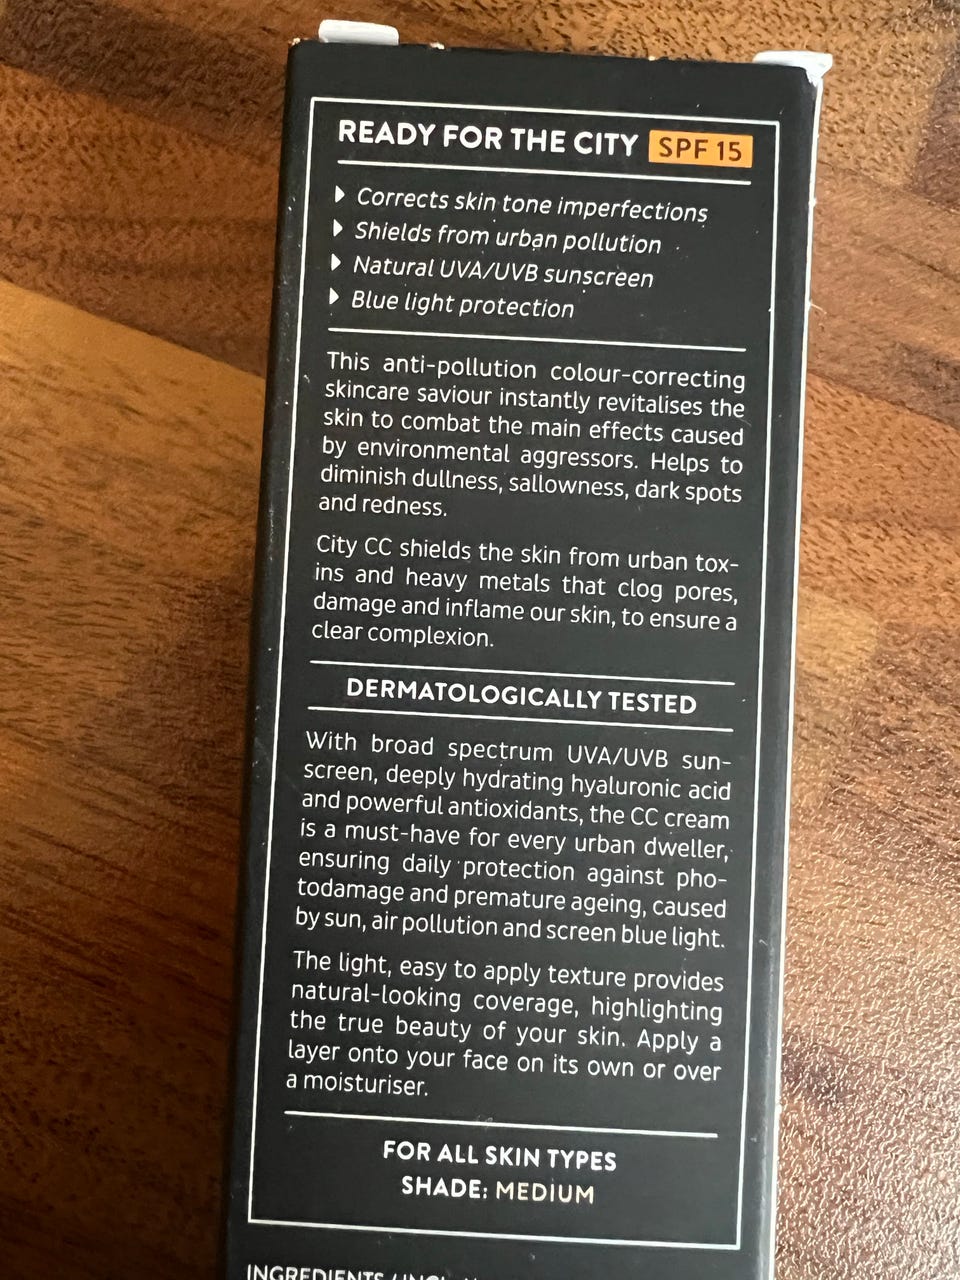 READY FOR THE CITY SPF 15
Corrects skin tone imperfections
Shields from urban pollution
Natural UVA/UVB sunscreen
Blue light protection
This anti-pollution colour-correcting
skincare saviour instantly revitalises the
skin to combat the main effects caused
by environmental aggressors. Helps to
diminish dullness, sallowness, dark spots
and redness.
City CC shields the skin from urban tox-
ins and heavy metals that clog pores,
damage and inflame our skin, to ensure a
clear complexion.
DERMATOLOGICALLY TESTED
With broad spectrum UVA/UVB sun-
screen, deeply hydrating hyaluronic acid
and powerful antioxidants, the CC cream
is a must-have for every urban dweller,
ensuring daily protection against pho-
todamage and premature ageing, caused
by sun, air pollution and screen blue light.
The light, easy to apply texture provides
natural-looking coverage, highlighting
the true beauty of your skin. Apply a
layer onto your face on its own or over
a moisturiser.
FOR ALL SKIN TYPES
SHADE: MEDIUM
INGREDIENTS